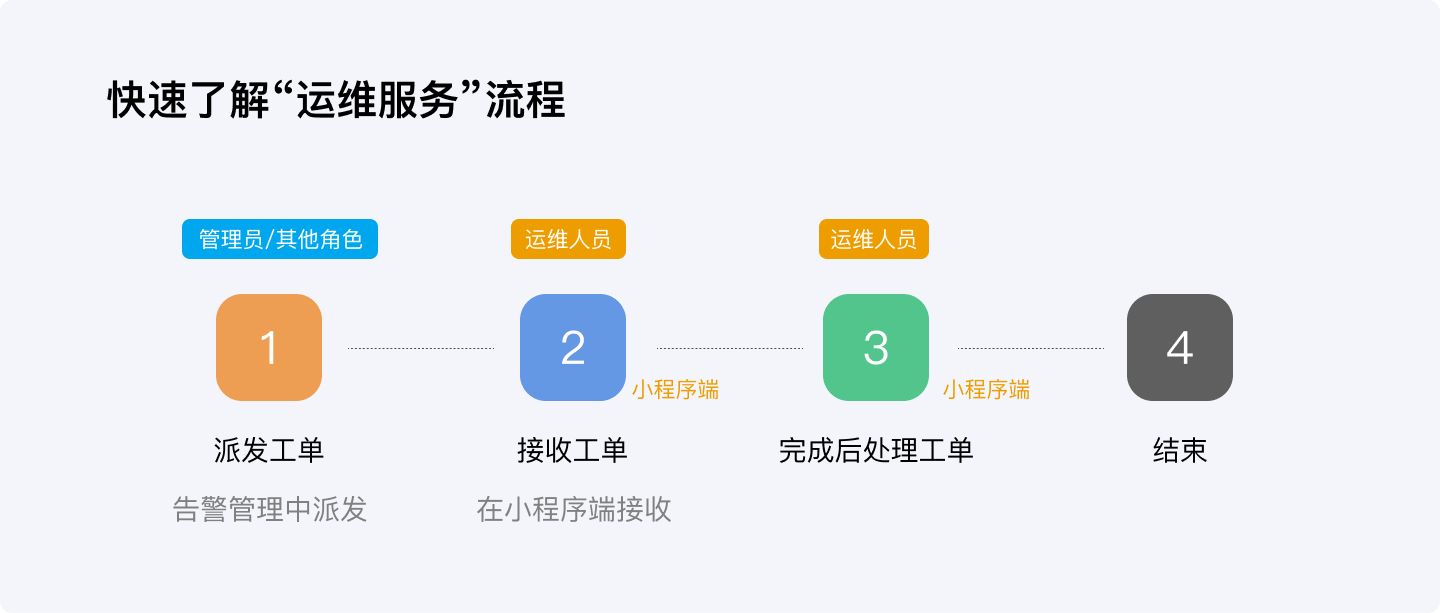 快速了解“运维服务”流程
管理员/其他角色
运维人员
运维人员
1
2
3
4
小程序端
小程序端
派发工单
接收工单
完成后处理工单
结束
告警管理中派发
在小程序端接收